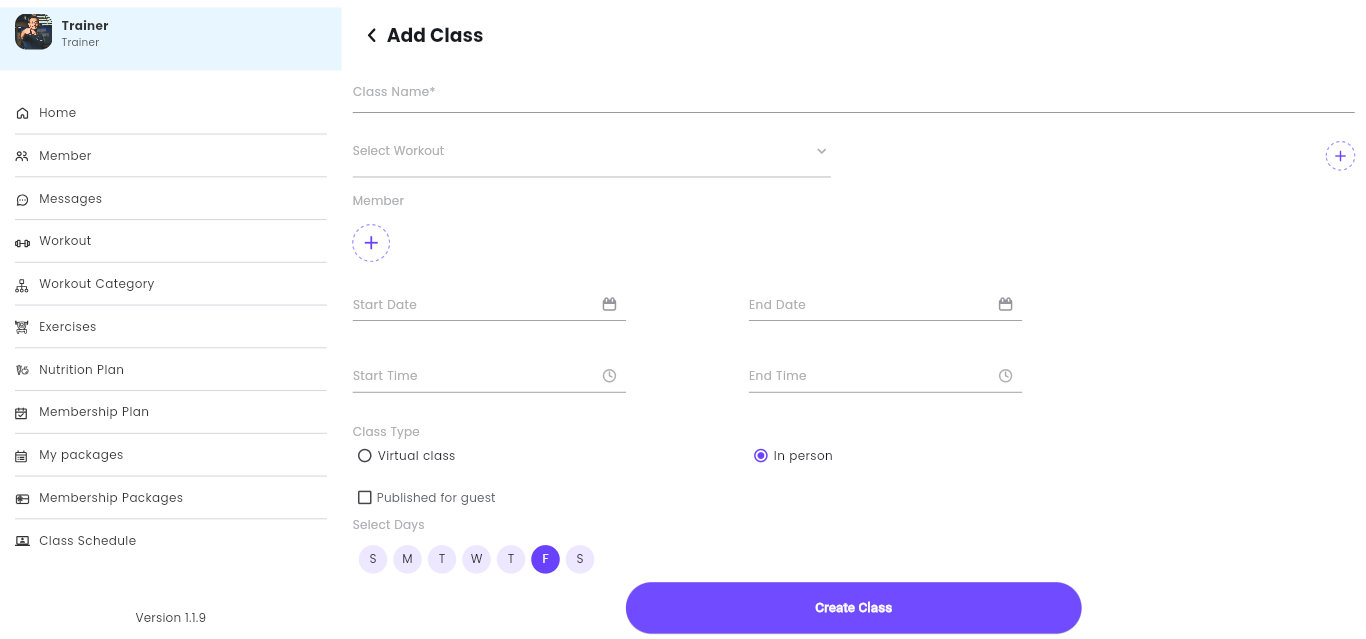 Trainer
Trainer
Home
Member
Messages
Workout
Workout Category
Exercises
Nutrition Plan
Membership Plan
My packages
Membership Packages
Class Schedule
Version 1.1.9
Add Class
Class Name*
Select Workout
Member
Start Date End Date
Start Time End Time
Class Type
Virtual class In person
Published for guest
Select Days
S M T W T F S
Create Class